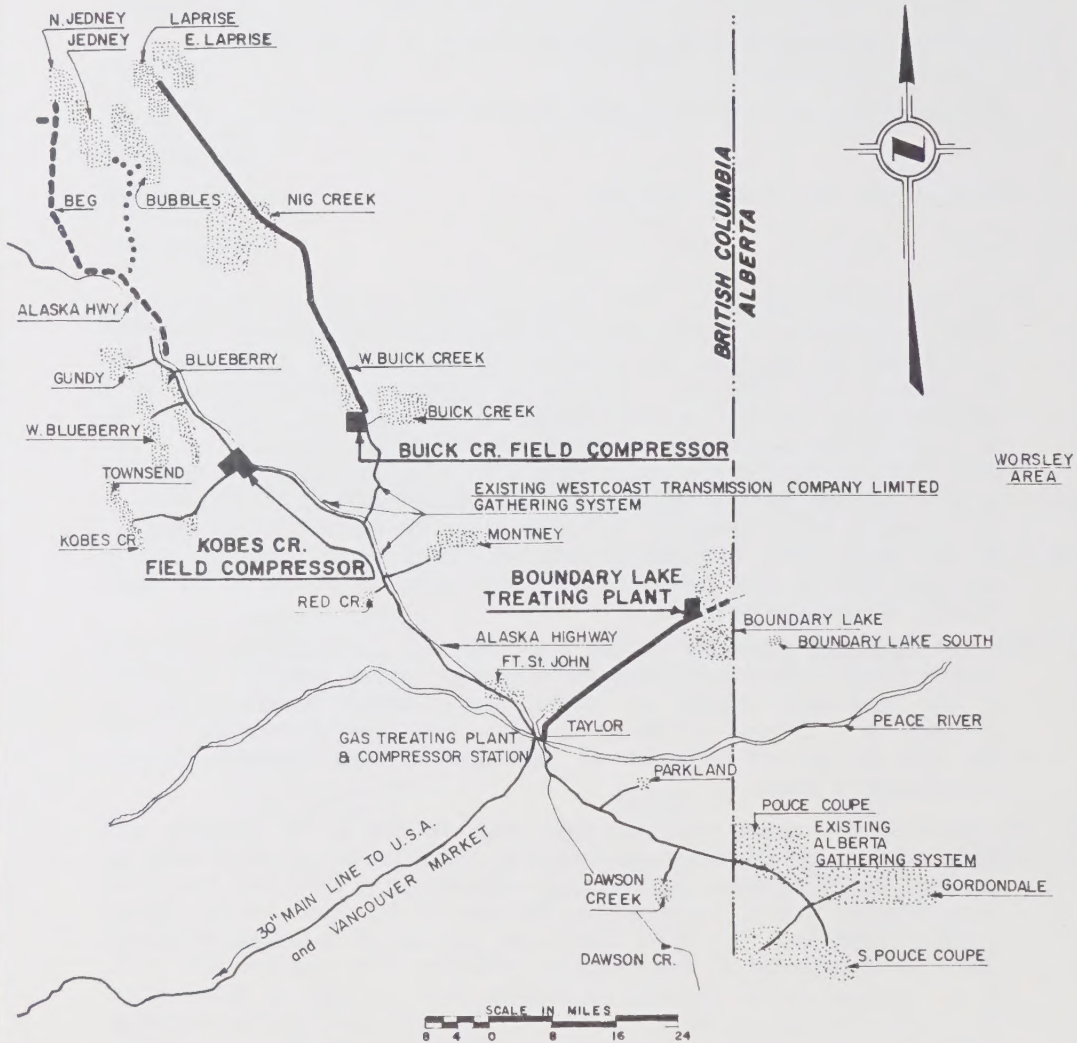 N. JEDNEY
JEDNEY
LAPRISE
E. LAPRISE
BEG
BUBBLES
NIG CREEK
ALASKA HWY
BRITISH COLUMBIA
ALBERTA
N
W. BUICK CREEK
BLUEBERRY
GUNDY
BUICK CREEK
W. BLUEBERRY
BUICK CR. FIELD COMPRESSOR
WORSLEY
AREA
TOWNSEND
EXISTING WESTCOAST TRANSMISSION COMPANY LIMITED
GATHERING SYSTEM
KOBES CR.
KOBES CR.
FIELD COMPRESSOR
MONTNEY
BOUNDARY LAKE
TREATING PLANT
RED CR.
BOUNDARY LAKE
BOUNDARY LAKE SOUTH
ALASKA HIGHWAY
FT. St. JOHN
TAYLOR
PEACE RIVER
GAS TREATING PLANT
& COMPRESSOR STATION
PARKLAND
POUCE COUPE
EXISTING
ALBERTA
GATHERING SYSTEM
GORDONDALE
DAWSON
CREEK
30" MAIN LINE TO U.S.A.
and VANCOUVER MARKET
DAWSON CR.
S. POUCE COUPE
SCALE IN MILES
8 4 0 8 16 24